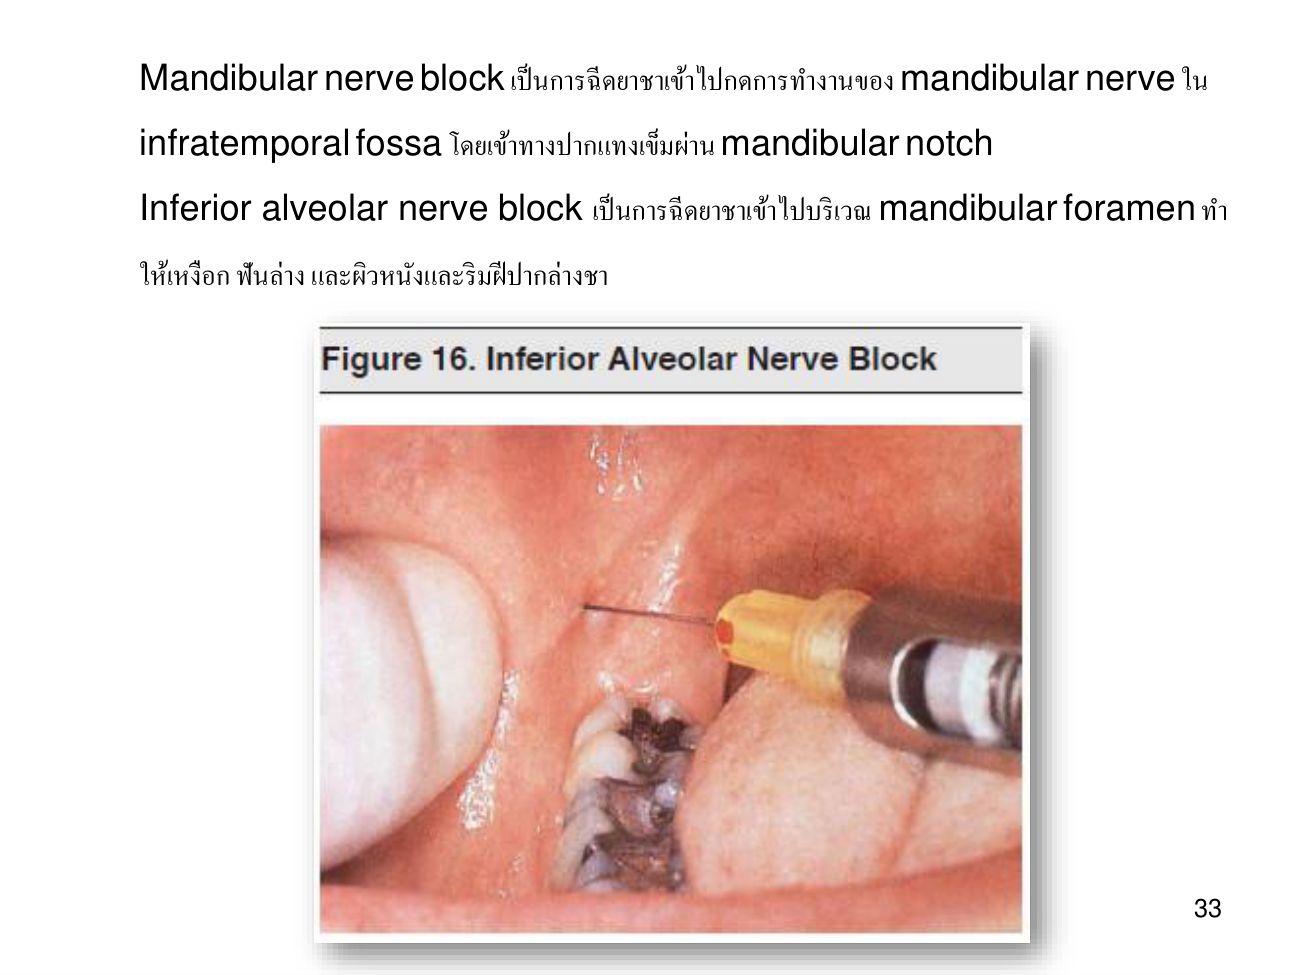 Mandibular nerve block เป็นการฉีดยาชาเข้าไปกดการทำงานของ mandibular nerve ใน
infratemporal fossa โดยเข้าทางปากแทงเข็มผ่าน mandibular notch
Inferior alveolar nerve block เป็นการฉีดยาชาเข้าไปบริเวณ mandibular foramen ทำ
ให้เหงือก ฟันล่าง และผิวหนังและริมฝีปากล่างชา
Figure 16. Inferior Alveolar Nerve Block
33